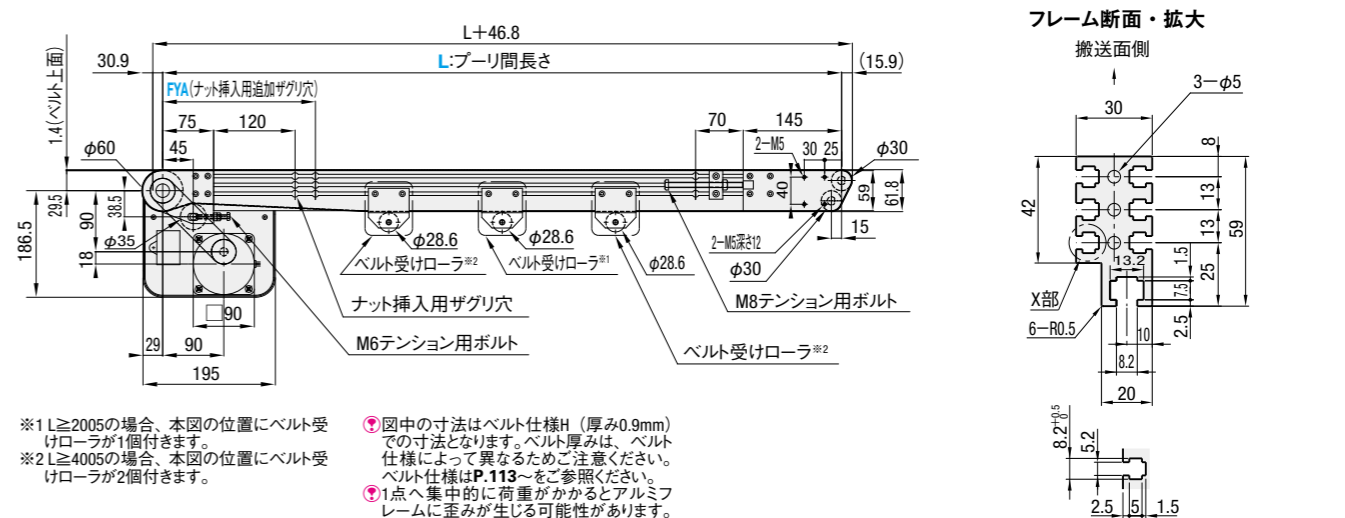 L+46.8
30.9
L:プーリ間長さ
(15.9)
FYA(ナット挿入用追加ザグリ穴)
1.4(ベルト上面)
75
120
70
145
φ60
45
2−M5
30
25
φ30
29.5
90
38.5
40
59
61.8
186.5
φ35
18
φ28.6
φ28.6
φ28.6
2−M5深さ12
15
φ30
ベルト受けローラ※2
ベルト受けローラ※1
M8テンション用ボルト
ナット挿入用ザグリ穴
□90
M6テンション用ボルト
ベルト受けローラ※2
29
90
195
※1 L≧2005の場合、本図の位置にベルト受
けローラが1個付きます。
※2 L≧4005の場合、本図の位置にベルト受
けローラが2個付きます。
図中の寸法はベルト仕様H（厚み0.9mm）
での寸法となります。ベルト厚みは、ベルト
仕様によって異なるためご注意ください。
ベルト仕様はP.113～をご参照ください。
1点へ集中的に荷重がかかるとアルミフ
レームに歪みが生じる可能性があります。
フレーム断面・拡大
搬送面側
3−φ5
30
8
42
13
13
59
1.5
25
13.2
X部
7.5
6−R0.5
2.5
10
8.2
20
8.2+0.5 0
5.2
2.5
5
1.5